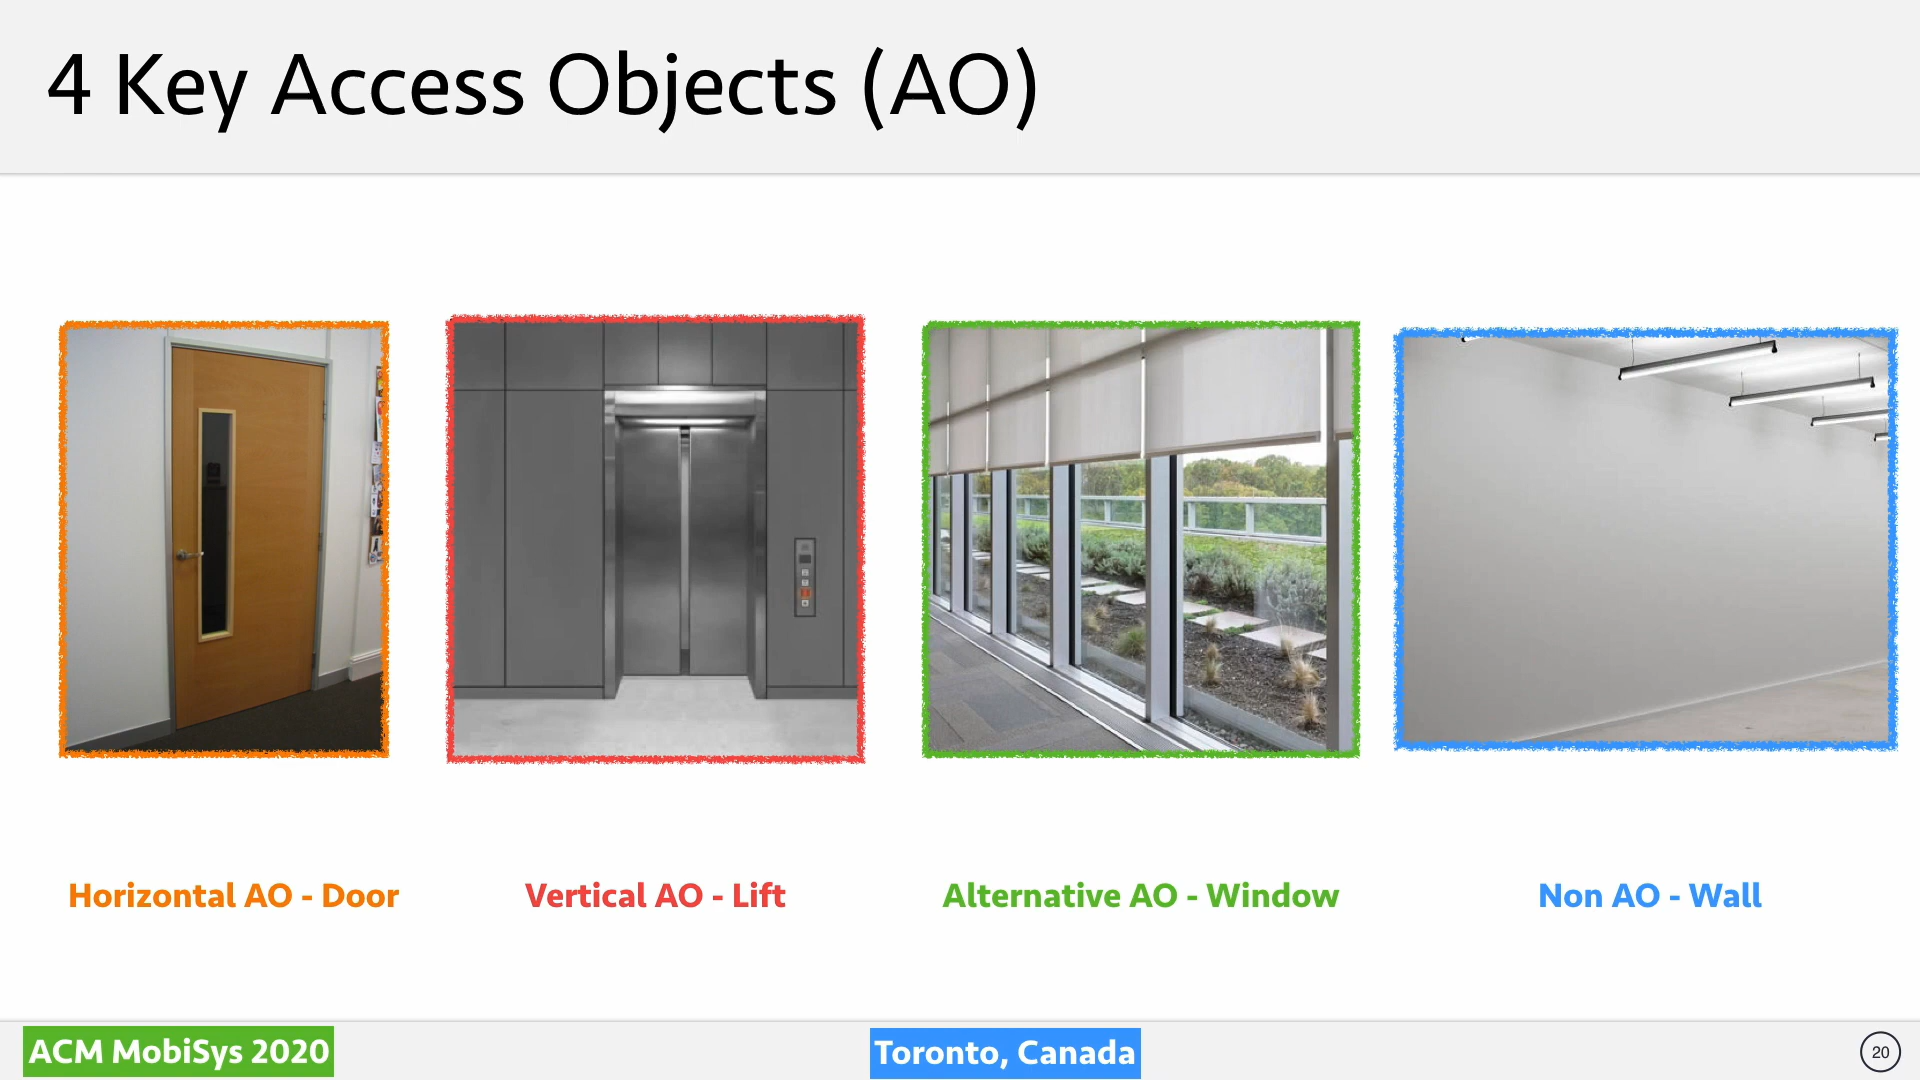 4 Key Access Objects (AO)
Horizontal AO - Door
Vertical AO - Lift
Alternative AO - Window
Non AO - Wall
ACM MobiSys 2020
Toronto, Canada
20